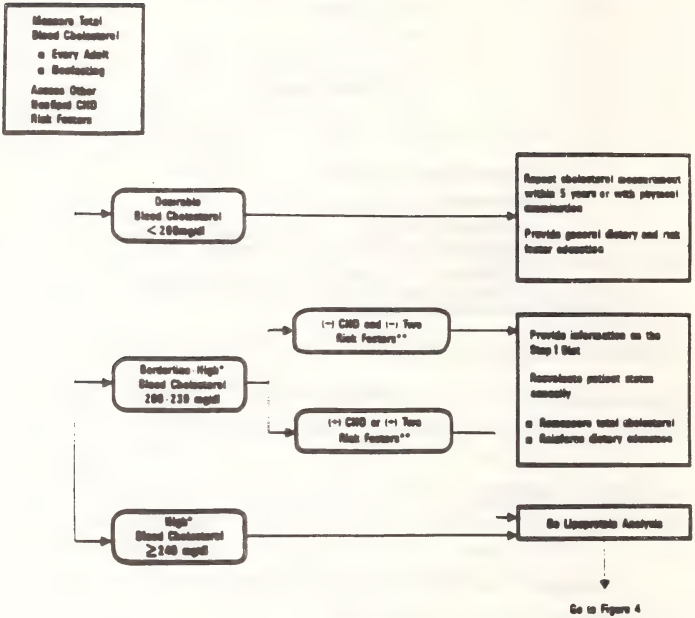 Measure Total
Blood Cholesterol
Every Adult
Nonfasting
Assess Other
Nonlipid CHD
Risk Factors
Desirable
Blood Cholesterol
< 200mg/dl
Repeat cholesterol measurement
within 5 years or with physical
examination
Provide general dietary and risk
factor education
(-) CHD and (-) Two
Risk Factors**
Borderline-High*
Blood Cholesterol
200-239 mg/dl
Provide information on the
Step 1 Diet
Reevaluate patient status
annually
Remeasure total cholesterol
Reinforce dietary education
(+) CHD or (+) Two
Risk Factors**
High*
Blood Cholesterol
≥240 mg/dl
Do Lipoprotein Analysis
Go to Figure 4